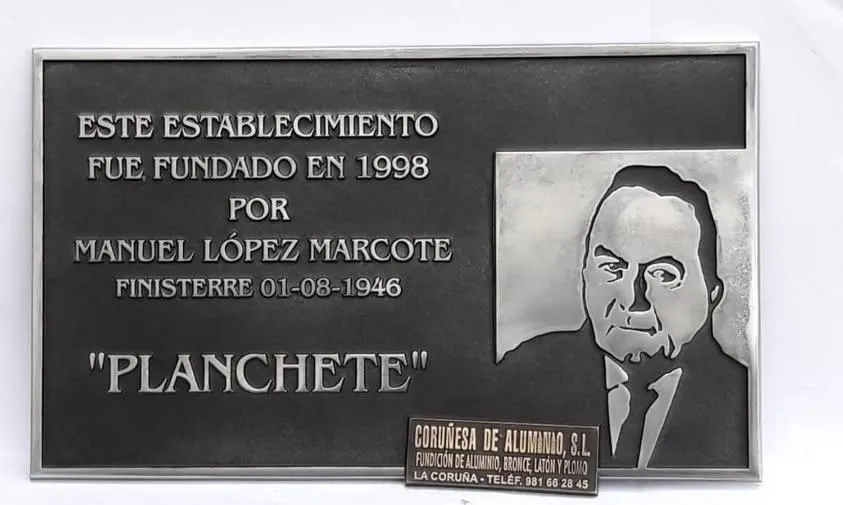 ESTE ESTABLECIMIENTO
FUE FUNDADO EN 1998
POR
MANUEL LÓPEZ MARCOTE
FINISTERRE 01-08-1946
"PLANCHETE"
CORUÑESA DE ALUMINIO, S.L.
FUNDICIÓN DE ALUMINIO, BRONCE, LATÓN Y PLOMO
LA CORUÑA - TELÉF. 981 66 28 45